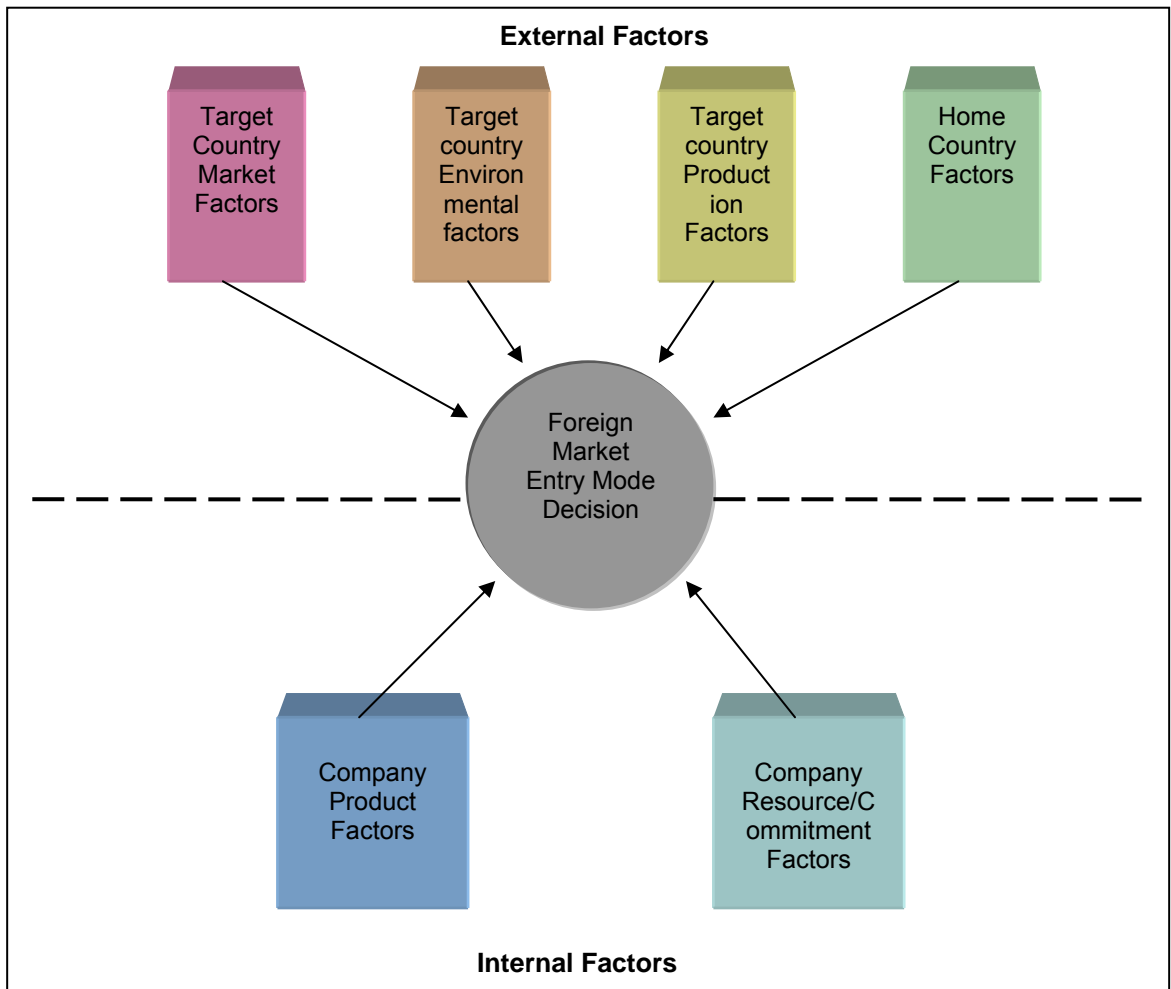 External Factors
Target
Country
Market
Factors
Target
country
Environ
mental
factors
Target
country
Product
ion
Factors
Home
Country
Factors
Foreign
Market
Entry Mode
Decision
Company
Product
Factors
Company
Resource/C
ommitment
Factors
Internal Factors